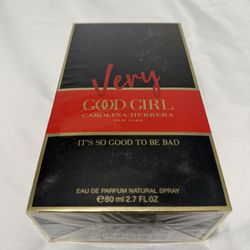 Very
GOOD GIRL
CAROLINA HERRERA
NEW YORK
IT'S SO GOOD TO BE BAD
EAU DE PARFUM NATURAL SPRAY
℮80 ml 2.7 FL.OZ